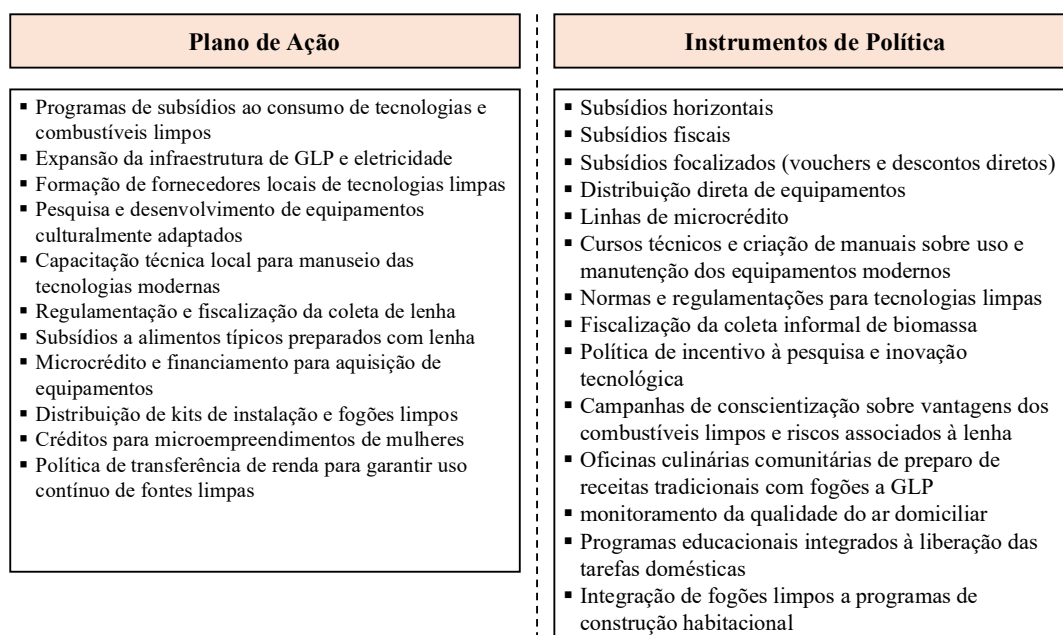 Plano de Ação
▪ Programas de subsídios ao consumo de tecnologias e
combustíveis limpos
▪ Expansão da infraestrutura de GLP e eletricidade
▪ Formação de fornecedores locais de tecnologias limpas
▪ Pesquisa e desenvolvimento de equipamentos
culturalmente adaptados
▪ Capacitação técnica local para manuseio das
tecnologias modernas
▪ Regulamentação e fiscalização da coleta de lenha
▪ Subsídios a alimentos típicos preparados com lenha
▪ Microcrédito e financiamento para aquisição de
equipamentos
▪ Distribuição de kits de instalação e fogões limpos
▪ Créditos para microempreendimentos de mulheres
▪ Política de transferência de renda para garantir uso
contínuo de fontes limpas
Instrumentos de Política
▪ Subsídios horizontais
▪ Subsídios fiscais
▪ Subsídios focalizados (vouchers e descontos diretos)
▪ Distribuição direta de equipamentos
▪ Linhas de microcrédito
▪ Cursos técnicos e criação de manuais sobre uso e
manutenção dos equipamentos modernos
▪ Normas e regulamentações para tecnologias limpas
▪ Fiscalização da coleta informal de biomassa
▪ Política de incentivo à pesquisa e inovação
tecnológica
▪ Campanhas de conscientização sobre vantagens dos
combustíveis limpos e riscos associados à lenha
▪ Oficinas culinárias comunitárias de preparo de
receitas tradicionais com fogões a GLP
▪ monitoramento da qualidade do ar domiciliar
▪ Programas educacionais integrados à liberação das
tarefas domésticas
▪ Integração de fogões limpos a programas de
construção habitacional